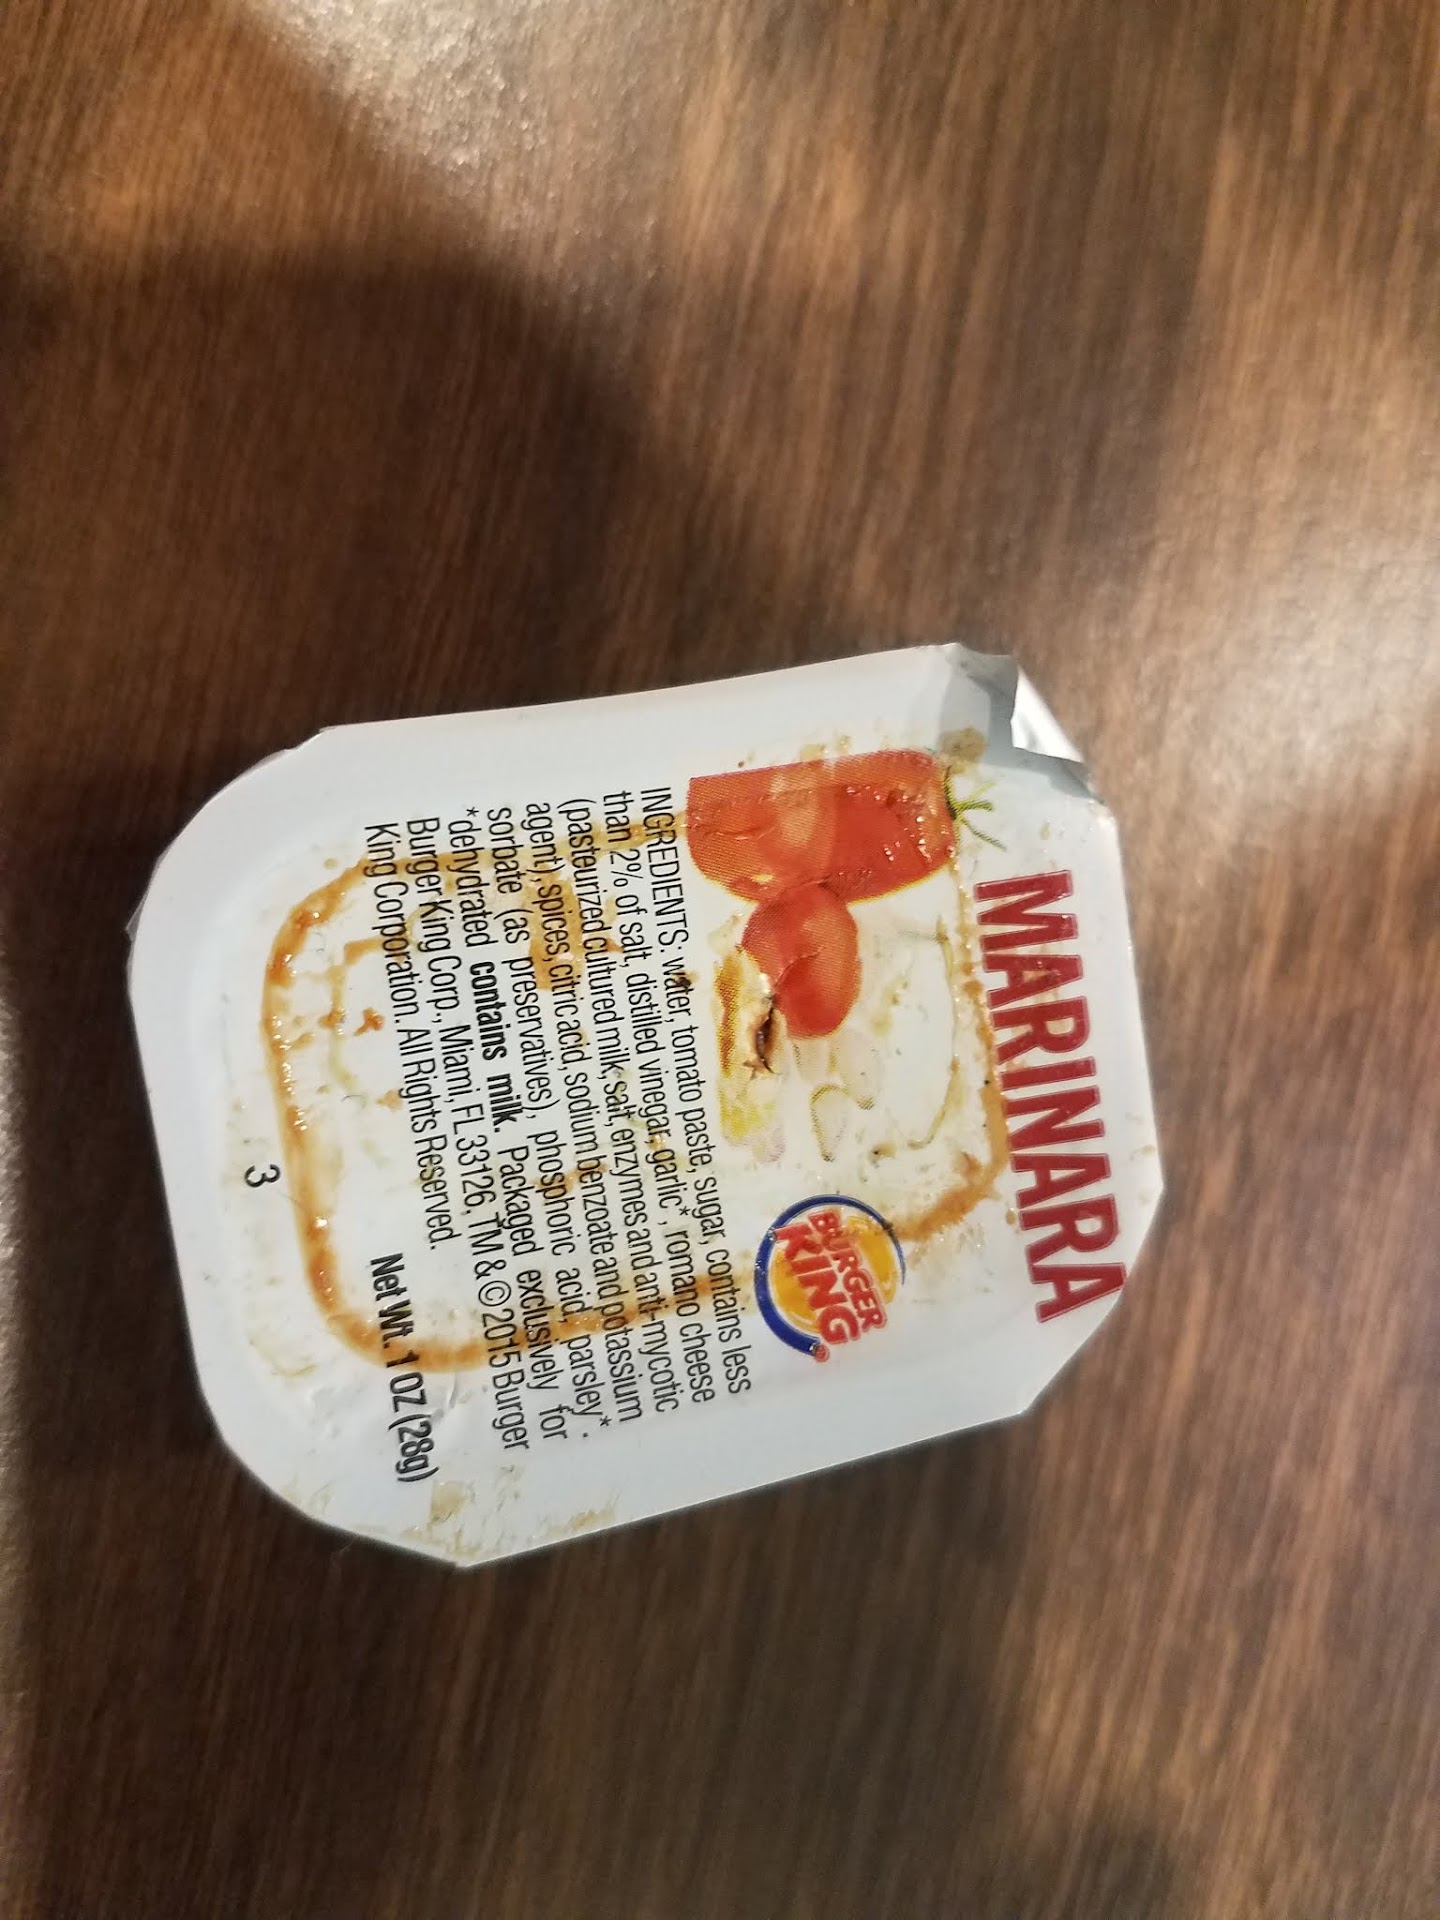 MARINARA
BURGER
KING
INGREDIENTS: water, tomato paste, sugar, contains less
than 2% of salt, distilled vinegar, garlic*, romano cheese
(pasteurized cultured milk, salt, enzymes and anti-mycotic
agent), spices, citric acid, sodium benzoate and potassium
sorbate (as preservatives), phosphoric acid, parsley*.
*dehydrated contains milk. Packaged exclusively for
Burger King Corp., Miami, FL 33126, TM & © 2015 Burger
King Corporation. All Rights Reserved.
Net Wt. 1 OZ (28g)
3